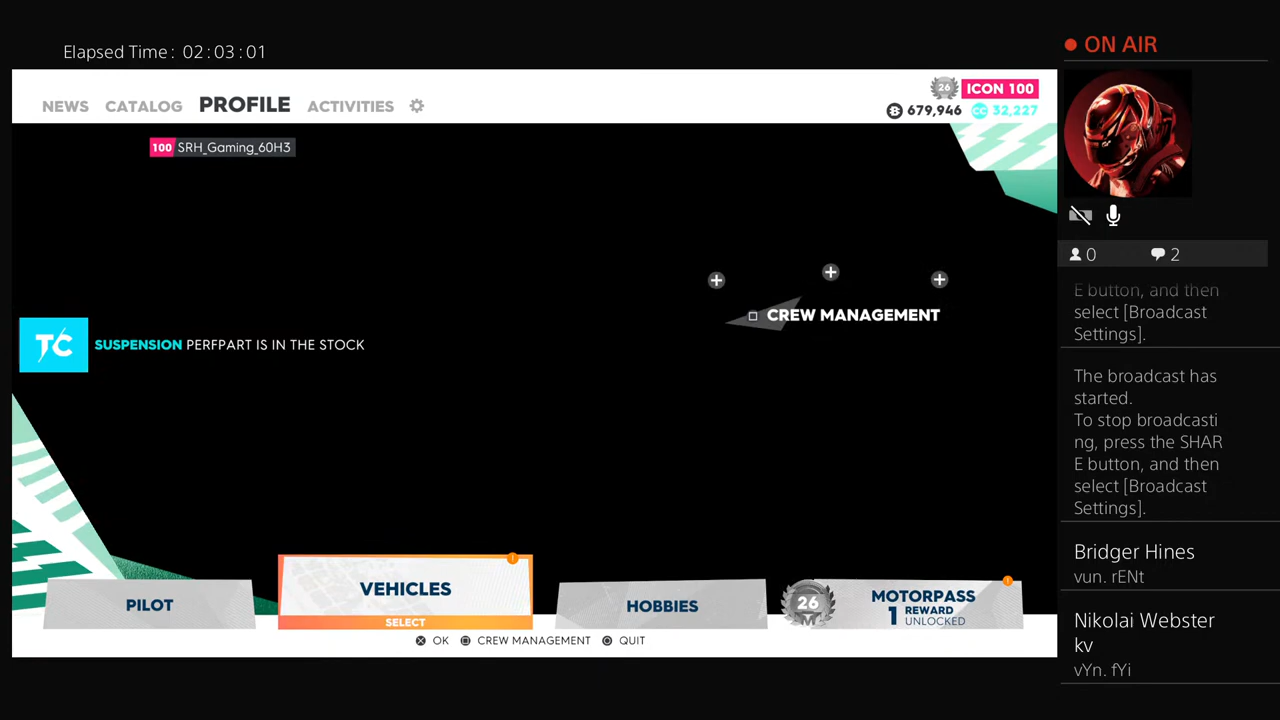 Elapsed Time: 02:03:01
ON AIR
NEWS CATALOG PROFILE ACTIVITIES
26 ICON 100
679,946 CC 32,227
100 SRH_Gaming_60H3
CREW MANAGEMENT
TC SUSPENSION PERFPART IS IN THE STOCK
PILOT
VEHICLES
SELECT
HOBBIES
26 M
MOTORPASS
1 REWARD
UNLOCKED
OK CREW MANAGEMENT QUIT
0 2
E button, and then
select [Broadcast
Settings].
The broadcast has
started.
To stop broadcasti
ng, press the SHAR
E button, and then
select [Broadcast
Settings].
Bridger Hines
vun. rENt
Nikolai Webster
kv
vYn. fYi